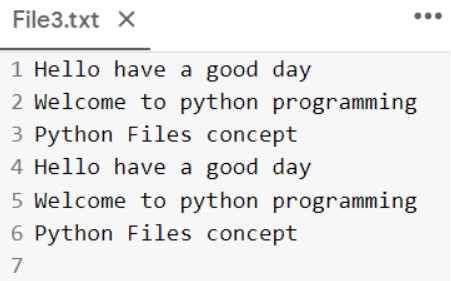 File3.txt
1 Hello have a good day
2 Welcome to python programming
3 Python Files concept
4 Hello have a good day
5 Welcome to python programming
6 Python Files concept
7